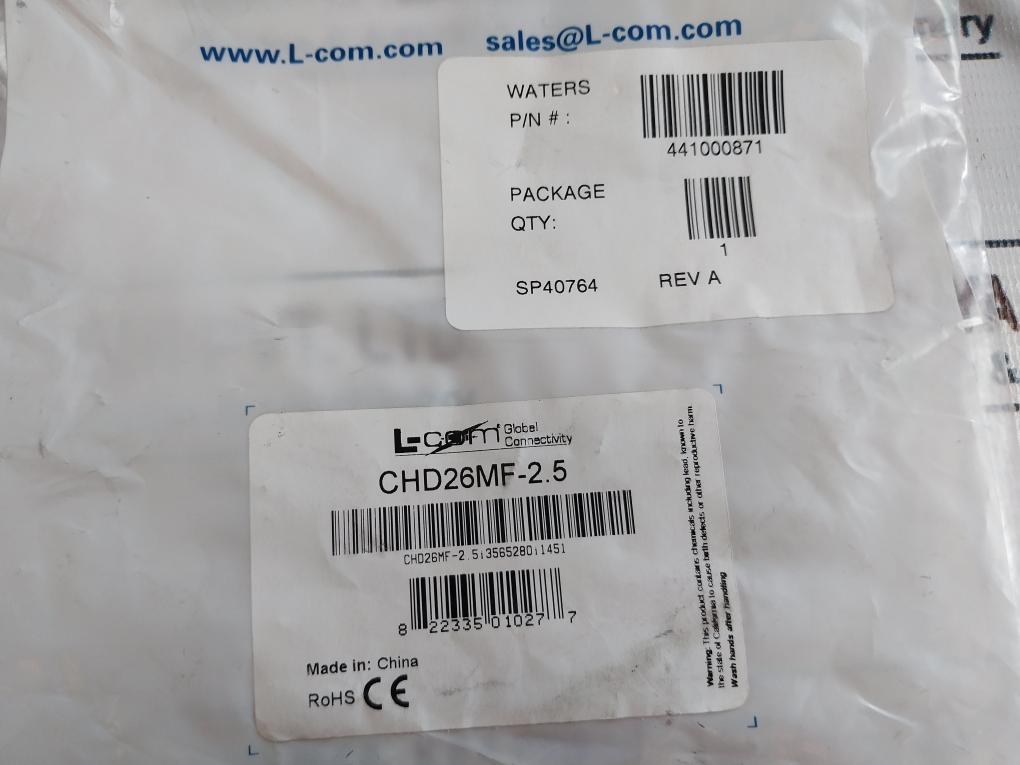 www.L-com.com sales@L-com.com
WATERS
P/N # :
441000871
PACKAGE
QTY:
1
SP40764 REV A
L-com Global
Connectivity
CHD26MF-2.5
CHD26MF-2.5;3565280;1451
8 22335 01027 7
Made in: China
RoHS CE
Warning: This product contains chemicals including lead, known to
the state of California to cause birth defects or other reproductive harm.
Wash hands after handling